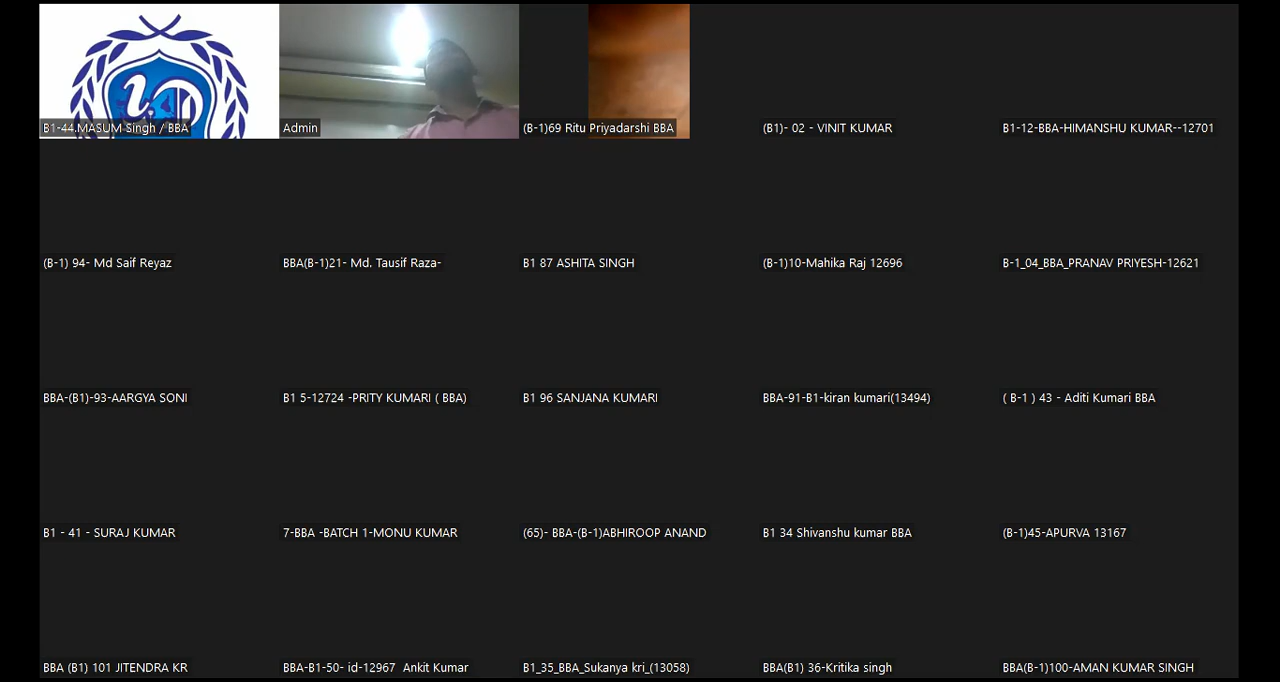 B1-44.MASUM Singh / BBA
Admin
(B-1)69 Ritu Priyadarshi BBA
(B1)- 02 - VINIT KUMAR
B1-12-BBA-HIMANSHU KUMAR--12701
(B-1) 94- Md Saif Reyaz
BBA(B-1)21- Md. Tausif Raza-
B1 87 ASHITA SINGH
(B-1)10-Mahika Raj 12696
B-1_04_BBA_PRANAV PRIYESH-12621
BBA-(B1)-93-AARGYA SONI
B1 5-12724 -PRITY KUMARI ( BBA)
B1 96 SANJANA KUMARI
BBA-91-B1-kiran kumari(13494)
( B-1 ) 43 - Aditi Kumari BBA
B1 - 41 - SURAJ KUMAR
7-BBA -BATCH 1-MONU KUMAR
(65)- BBA-(B-1)ABHIROOP ANAND
B1 34 Shivanshu kumar BBA
(B-1)45-APURVA 13167
BBA (B1) 101 JITENDRA KR
BBA-B1-50- id-12967  Ankit Kumar
B1_35_BBA_Sukanya kri_(13058)
BBA(B1) 36-Kritika singh
BBA(B-1)100-AMAN KUMAR SINGH